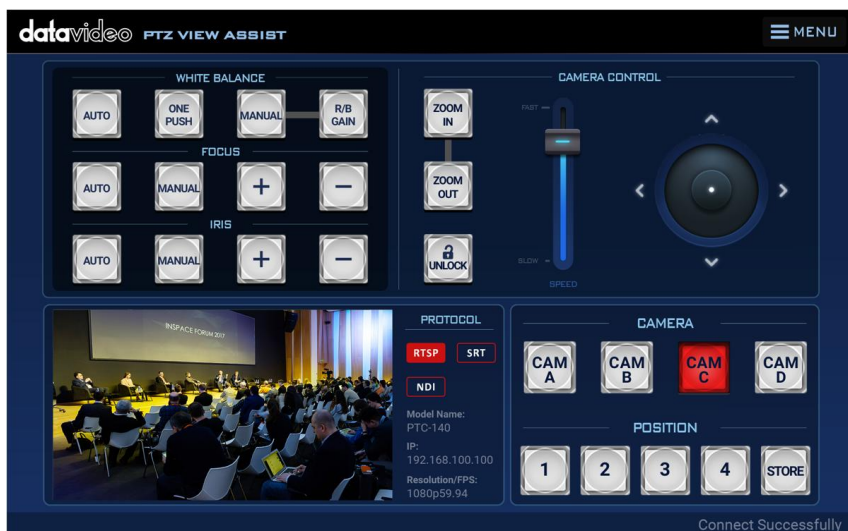 datavideo PTZ VIEW ASSIST
MENU
WHITE BALANCE
AUTO
ONE
PUSH
MANUAL
R/B
GAIN
FOCUS
AUTO
MANUAL
+
−
IRIS
AUTO
MANUAL
+
−
CAMERA CONTROL
ZOOM
IN
ZOOM
OUT
UNLOCK
FAST
SLOW
SPEED
INSPACE FORUM 2017
PROTOCOL
RTSP
SRT
NDI
Model Name:
PTC-140
IP:
192.168.100.100
Resolution/FPS:
1080p59.94
CAMERA
CAM
A
CAM
B
CAM
C
CAM
D
POSITION
1
2
3
4
STORE
Connect Successfully